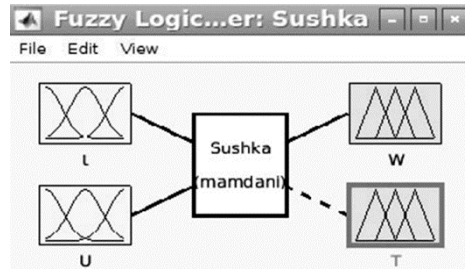 Fuzzy Logic...er: Sushka
File Edit View
ι
W
Sushka
(mamdani)
U
T